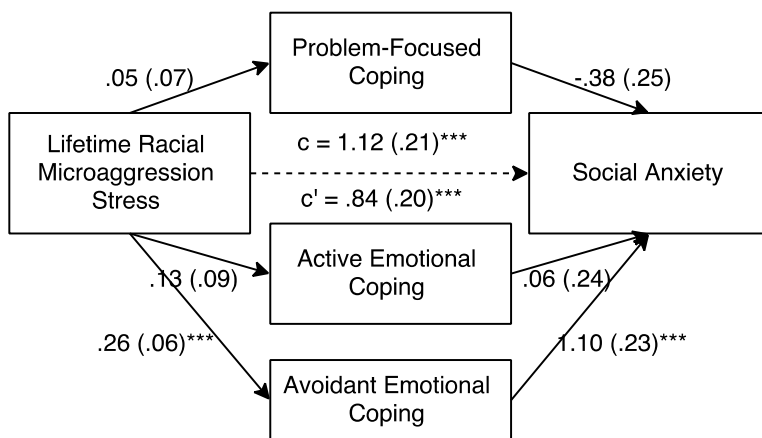 Problem-Focused
Coping
.05 (.07)
-.38 (.25)
Lifetime Racial
Microaggression
Stress
c = 1.12 (.21)***
c' = .84 (.20)***
Social Anxiety
Active Emotional
Coping
.13 (.09)
.06 (.24)
.26 (.06)***
1.10 (.23)***
Avoidant Emotional
Coping